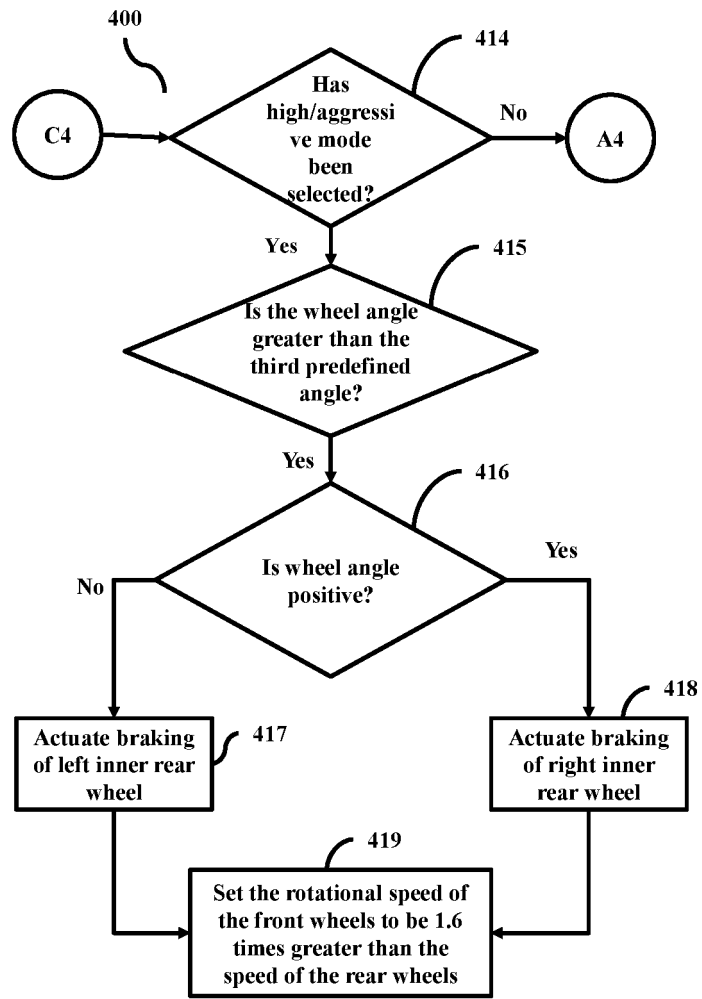 400
414
C4
Has
high/aggressi
ve mode
been
selected?
No
A4
Yes
415
Is the wheel angle
greater than the
third predefined
angle?
Yes
416
Is wheel angle
positive?
No
Yes
417
418
Actuate braking
of left inner rear
wheel
Actuate braking
of right inner
rear wheel
419
Set the rotational speed of
the front wheels to be 1.6
times greater than the
speed of the rear wheels